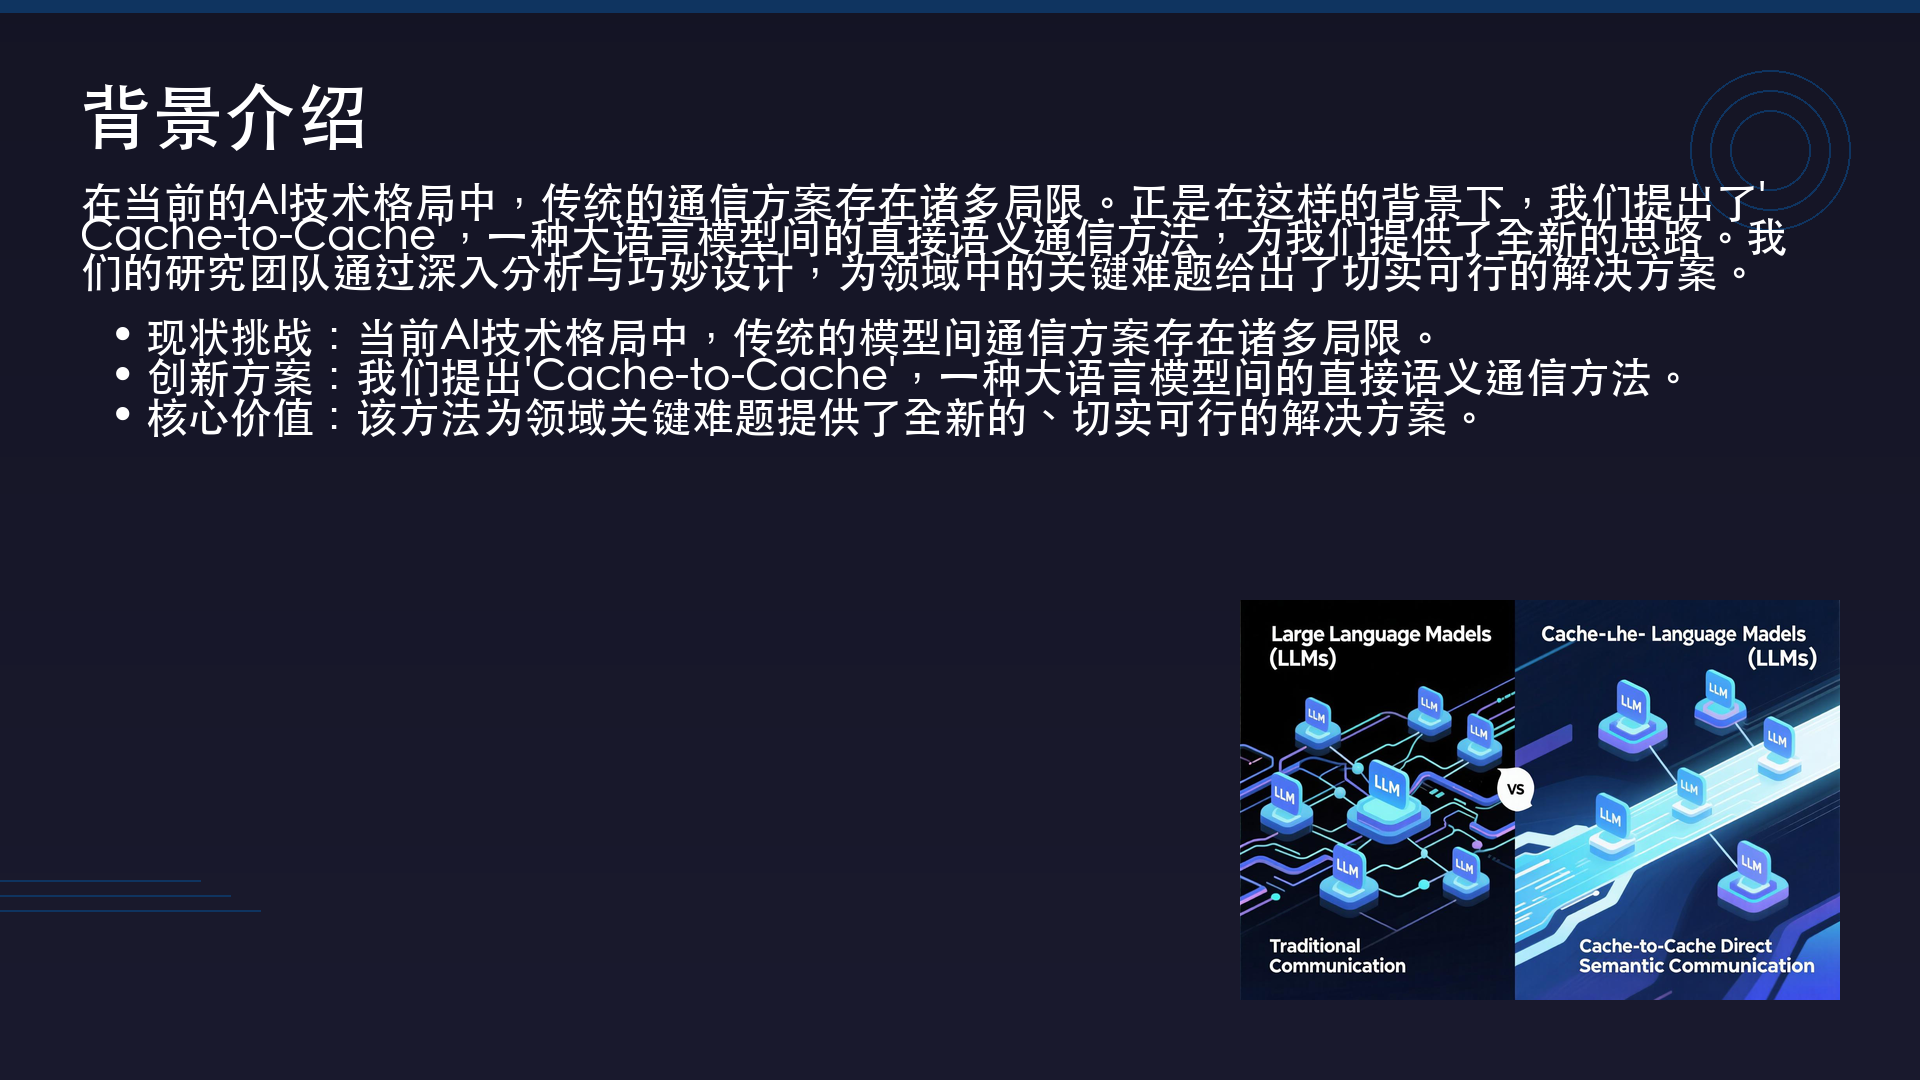 背景介绍
在当前的AI技术格局中，传统的通信方案存在诸多局限。正是在这样的背景下，我们提出了'
Cache-to-Cache'，一种大语言模型间的直接语义通信方法，为我们提供了全新的思路。我
们的研究团队通过深入分析与巧妙设计，为领域中的关键难题给出了切实可行的解决方案。
• 现状挑战：当前AI技术格局中，传统的模型间通信方案存在诸多局限。
• 创新方案：我们提出'Cache-to-Cache'，一种大语言模型间的直接语义通信方法。
• 核心价值：该方法为领域关键难题提供了全新的、切实可行的解决方案。
Large Language Madels
(LLMs)
LLM
LLM
LLM
LLM
LLM
LLM
LLM
Traditional
Communication
VS
Cache-Lhe- Language Madels
(LLMs)
LLM
LLM
LLM
LLM
LLM
LLM
Cache-to-Cache Direct
Semantic Communication